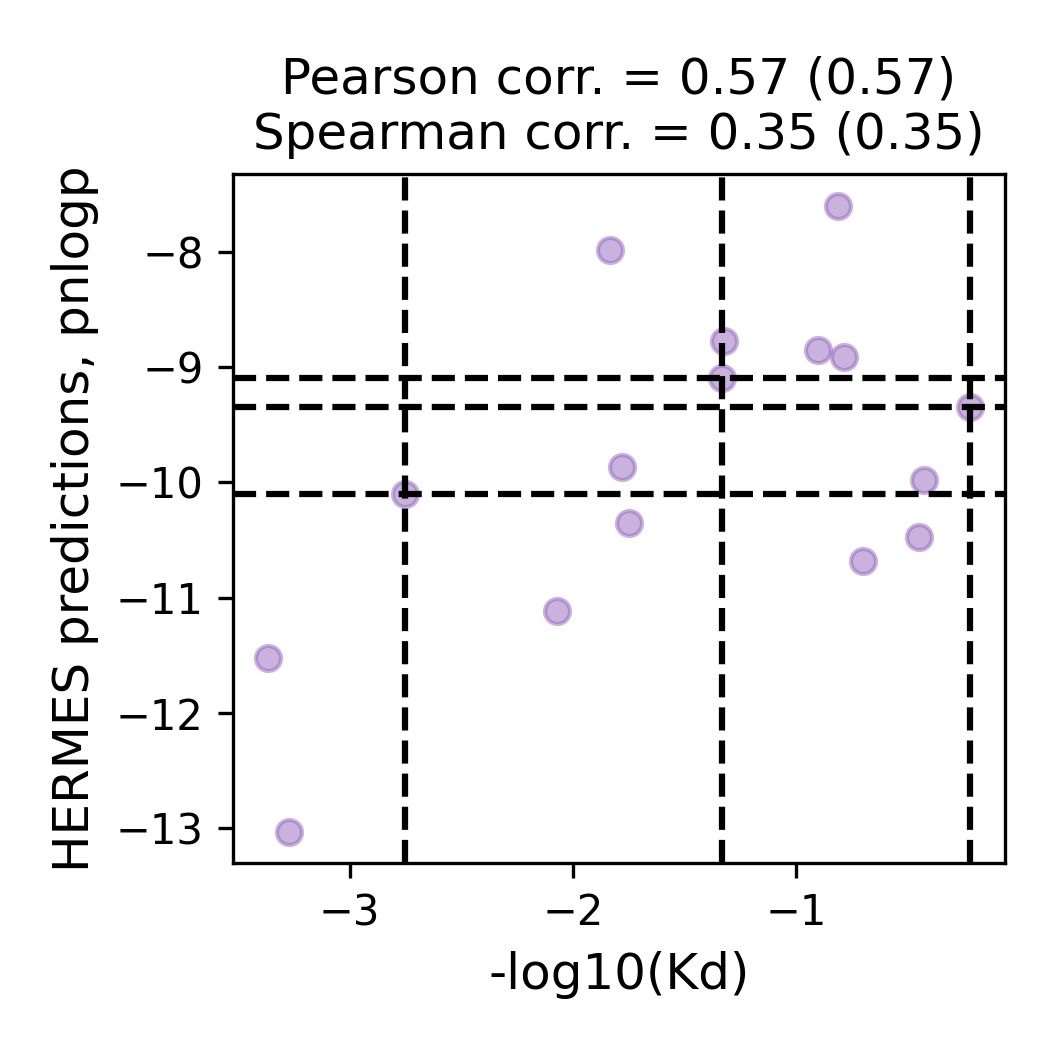 Pearson corr. = 0.57 (0.57)
Spearman corr. = 0.35 (0.35)
HERMES predictions, pnlogp
−8
−9
−10
−11
−12
−13
−3
−2
−1
-log10(Kd)